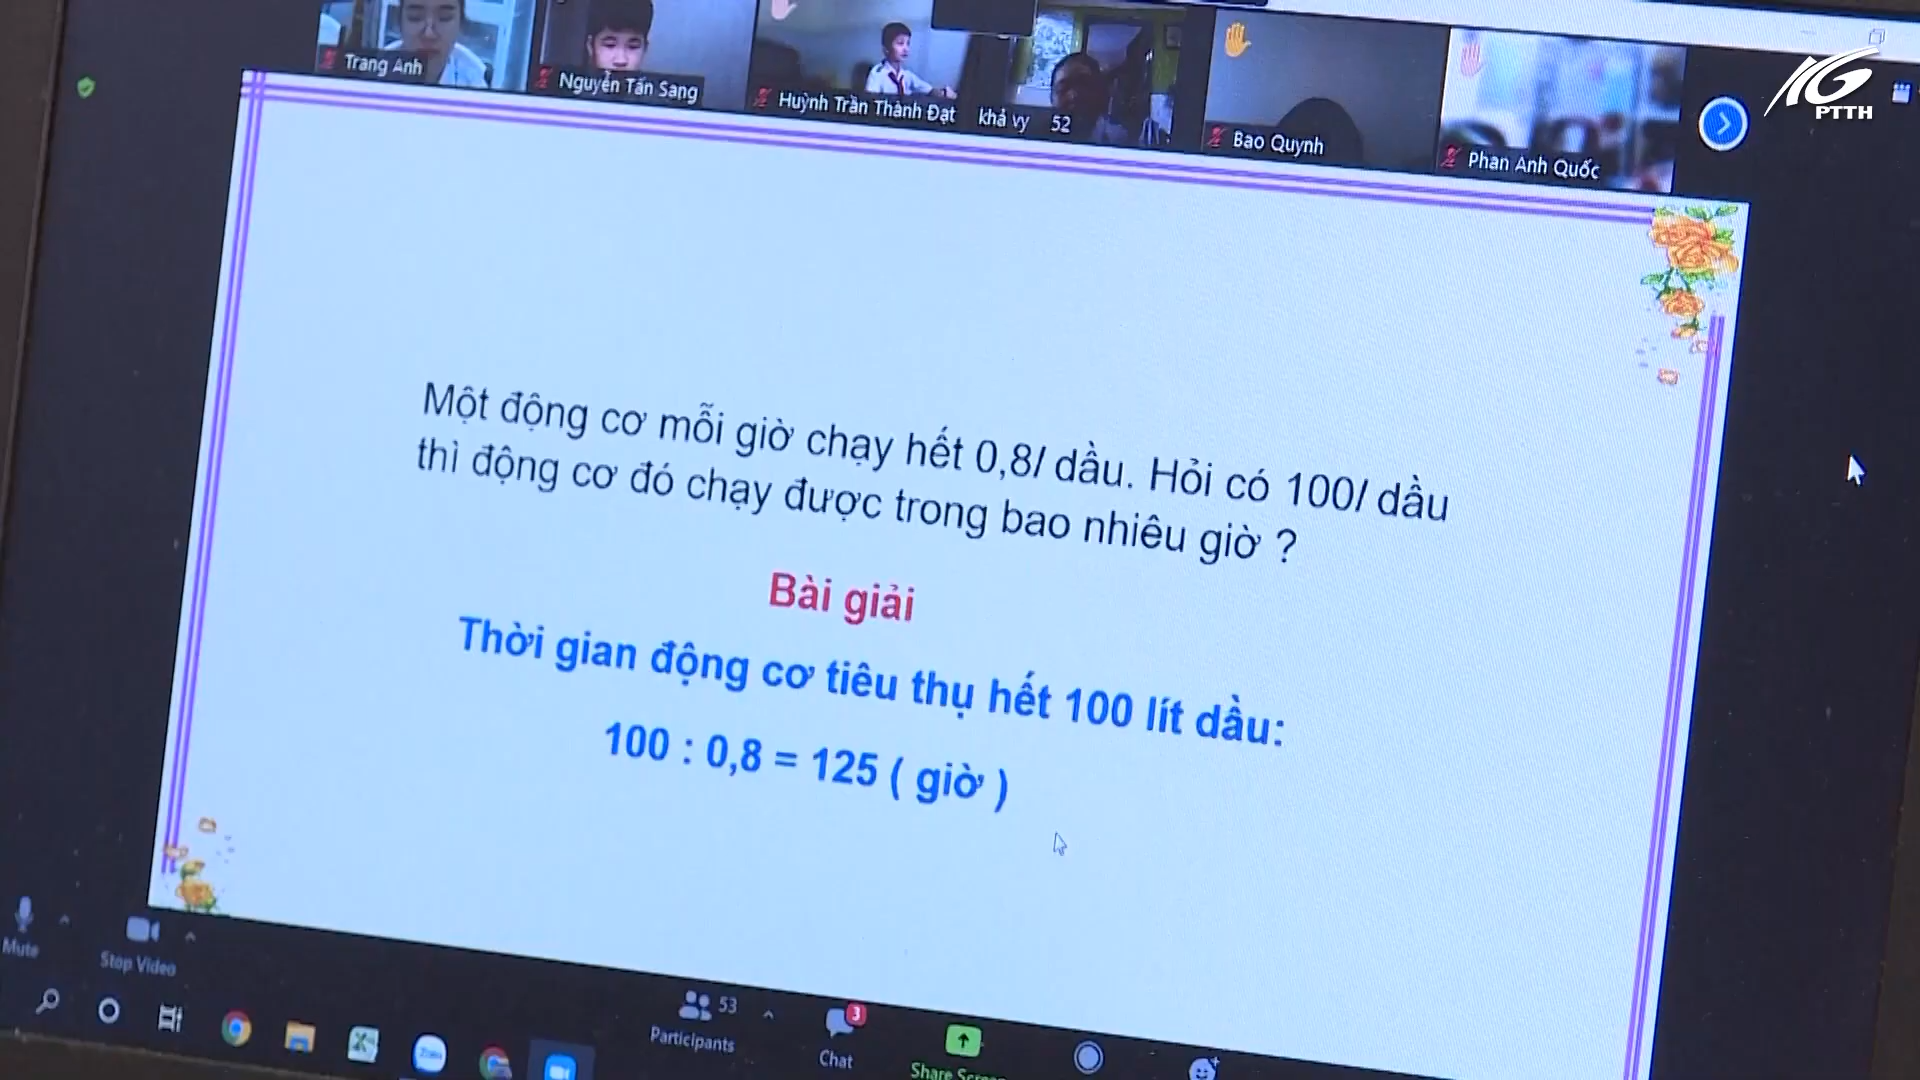 Trang Anh
Nguyễn Tấn Sang
Huỳnh Trần Thành Đạt
khả vy 52
Bao Quynh
Phan Anh Quốc
PTTH
Một động cơ mỗi giờ chạy hết 0,8l dầu. Hỏi có 100l dầu
thì động cơ đó chạy được trong bao nhiêu giờ ?
Bài giải
Thời gian động cơ tiêu thụ hết 100 lít dầu:
100 : 0,8 = 125 ( giờ )
Mute
Stop Video
53
Participants
3
Chat
Share
Zalo